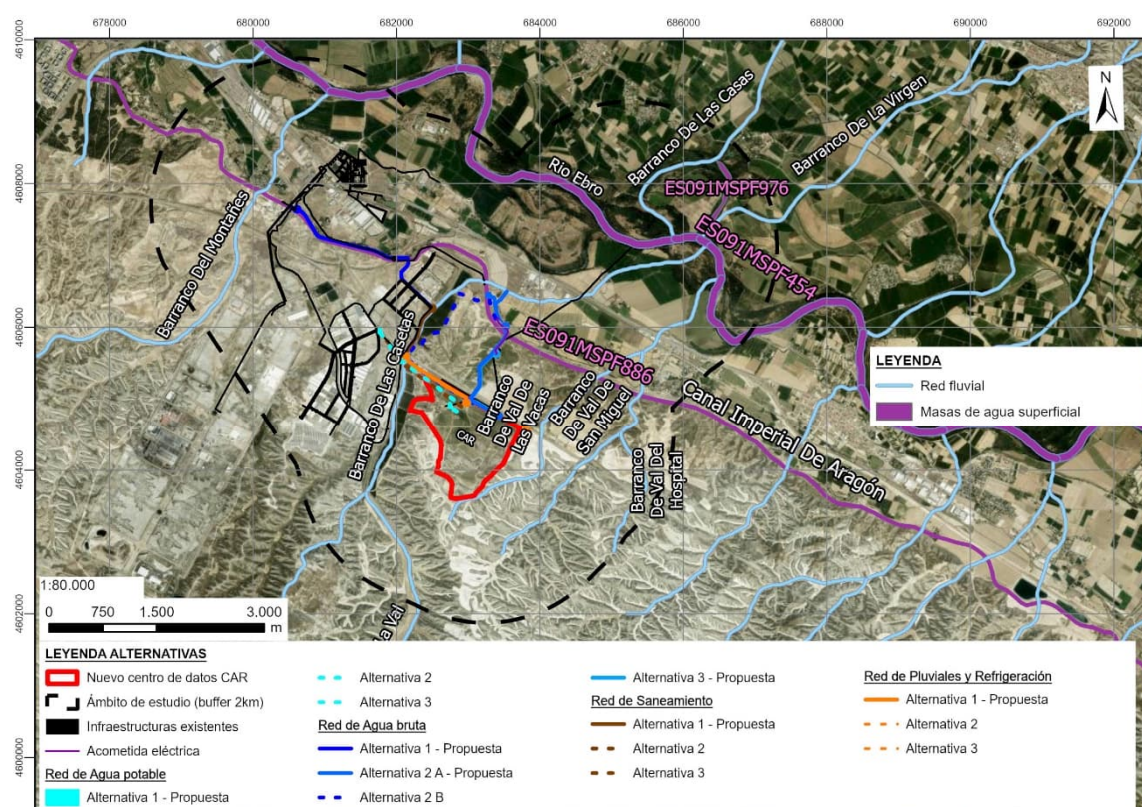 678000 680000 682000 684000 686000 688000 690000 692000
4610000
4608000
4606000
4604000
4602000
4600000
N
Barranco De Las Casas
Barranco De La Virgen
Rio Ebro
ES091MSPF976
ES091MSPF454
Barranco Del Montañes
ES091MSPF886
Barranco De Las Casetas
Barranco
De Val De
Las Vacas
Barranco
De Val De
San Miguel
Barranco
De Val Del
Hospital
Canal Imperial De Aragón
CAR
La Val
LEYENDA
Red fluvial
Masas de agua superficial
1:80.000
0 750 1.500 3.000
m
LEYENDA ALTERNATIVAS
Nuevo centro de datos CAR
Ámbito de estudio (buffer 2km)
Infraestructuras existentes
Acometida eléctrica
Red de Agua potable
Alternativa 1 - Propuesta
Alternativa 2
Alternativa 3
Red de Agua bruta
Alternativa 1 - Propuesta
Alternativa 2 A - Propuesta
Alternativa 2 B
Alternativa 3 - Propuesta
Red de Saneamiento
Alternativa 1 - Propuesta
Alternativa 2
Alternativa 3
Red de Pluviales y Refrigeración
Alternativa 1 - Propuesta
Alternativa 2
Alternativa 3